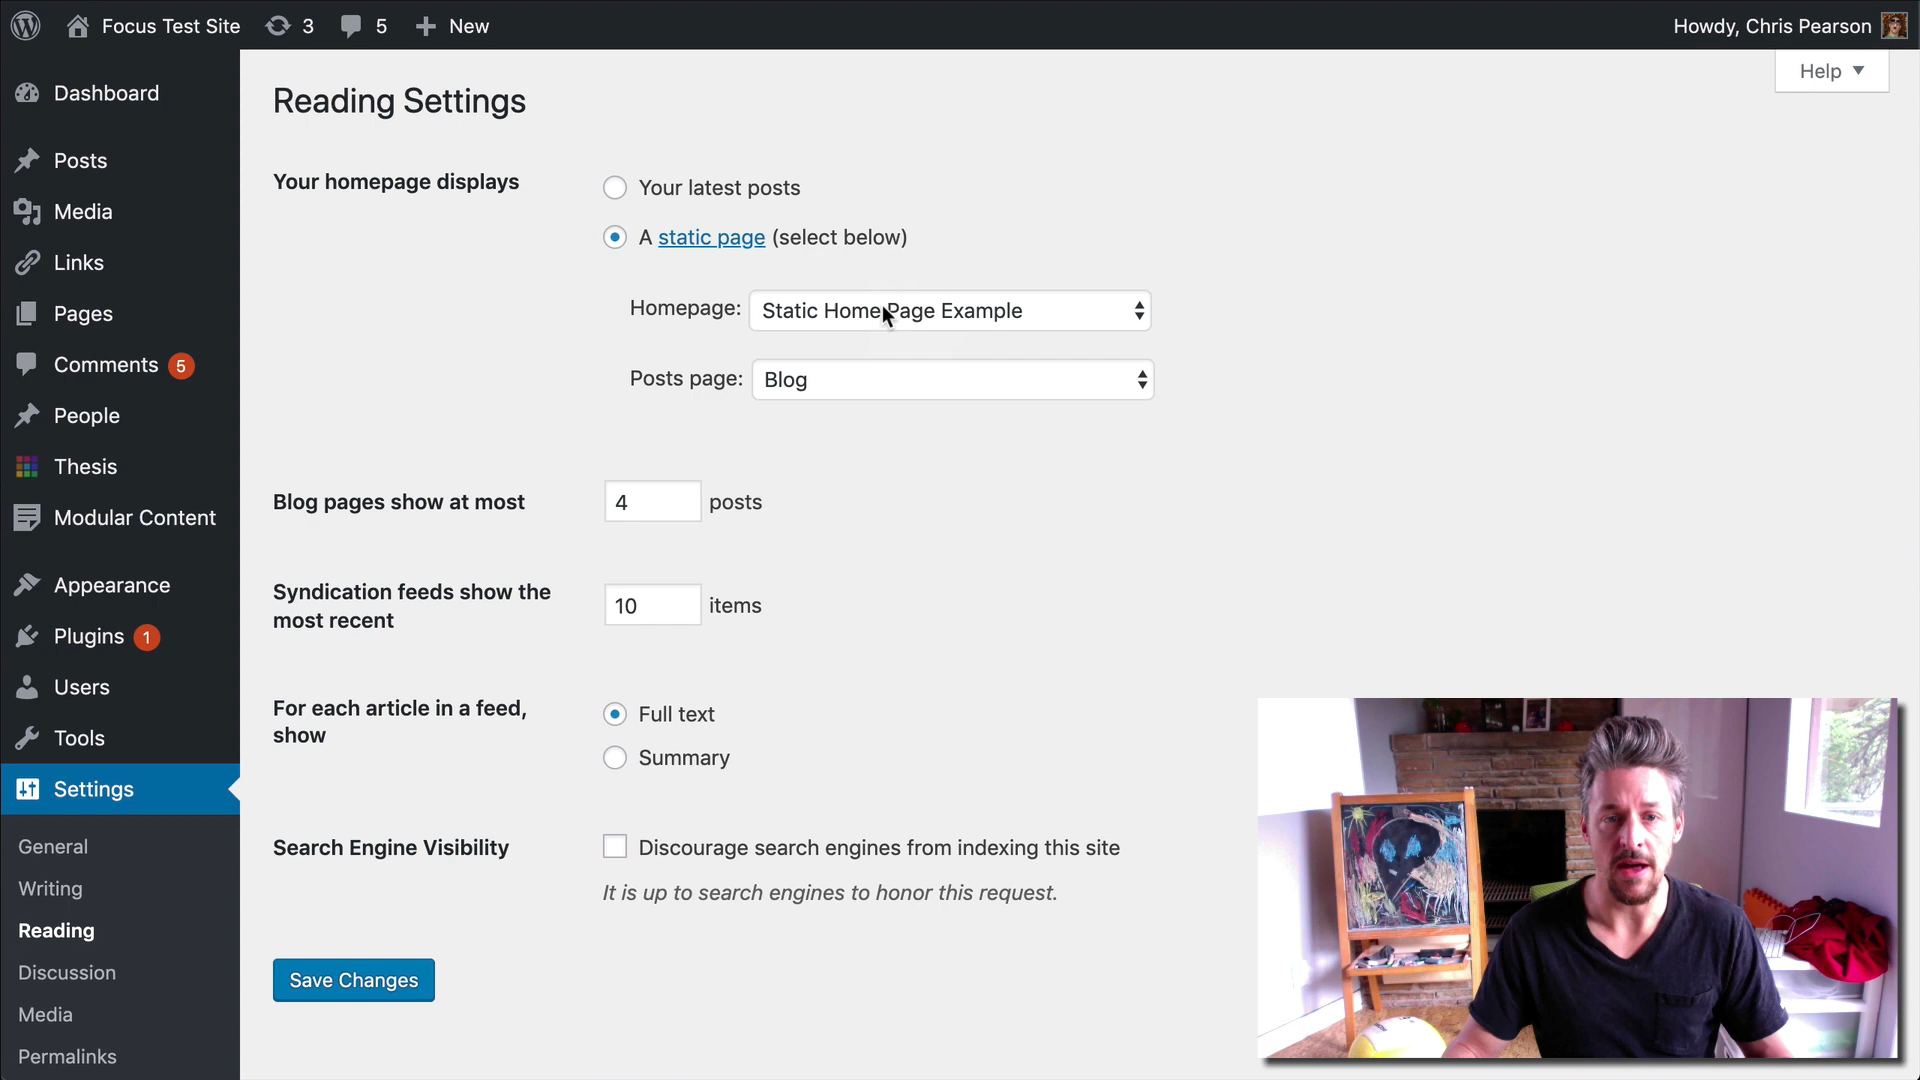 Focus Test Site 3 5 New
Howdy, Chris Pearson
Help
Dashboard
Posts
Media
Links
Pages
Comments 5
People
Thesis
Modular Content
Appearance
Plugins 1
Users
Tools
Settings
General
Writing
Reading
Discussion
Media
Permalinks
Reading Settings
Your homepage displays
Your latest posts
A static page (select below)
Homepage: Static Home Page Example
Posts page: Blog
Blog pages show at most 4 posts
Syndication feeds show the
most recent
10 items
For each article in a feed,
show
Full text
Summary
Search Engine Visibility
Discourage search engines from indexing this site
It is up to search engines to honor this request.
Save Changes